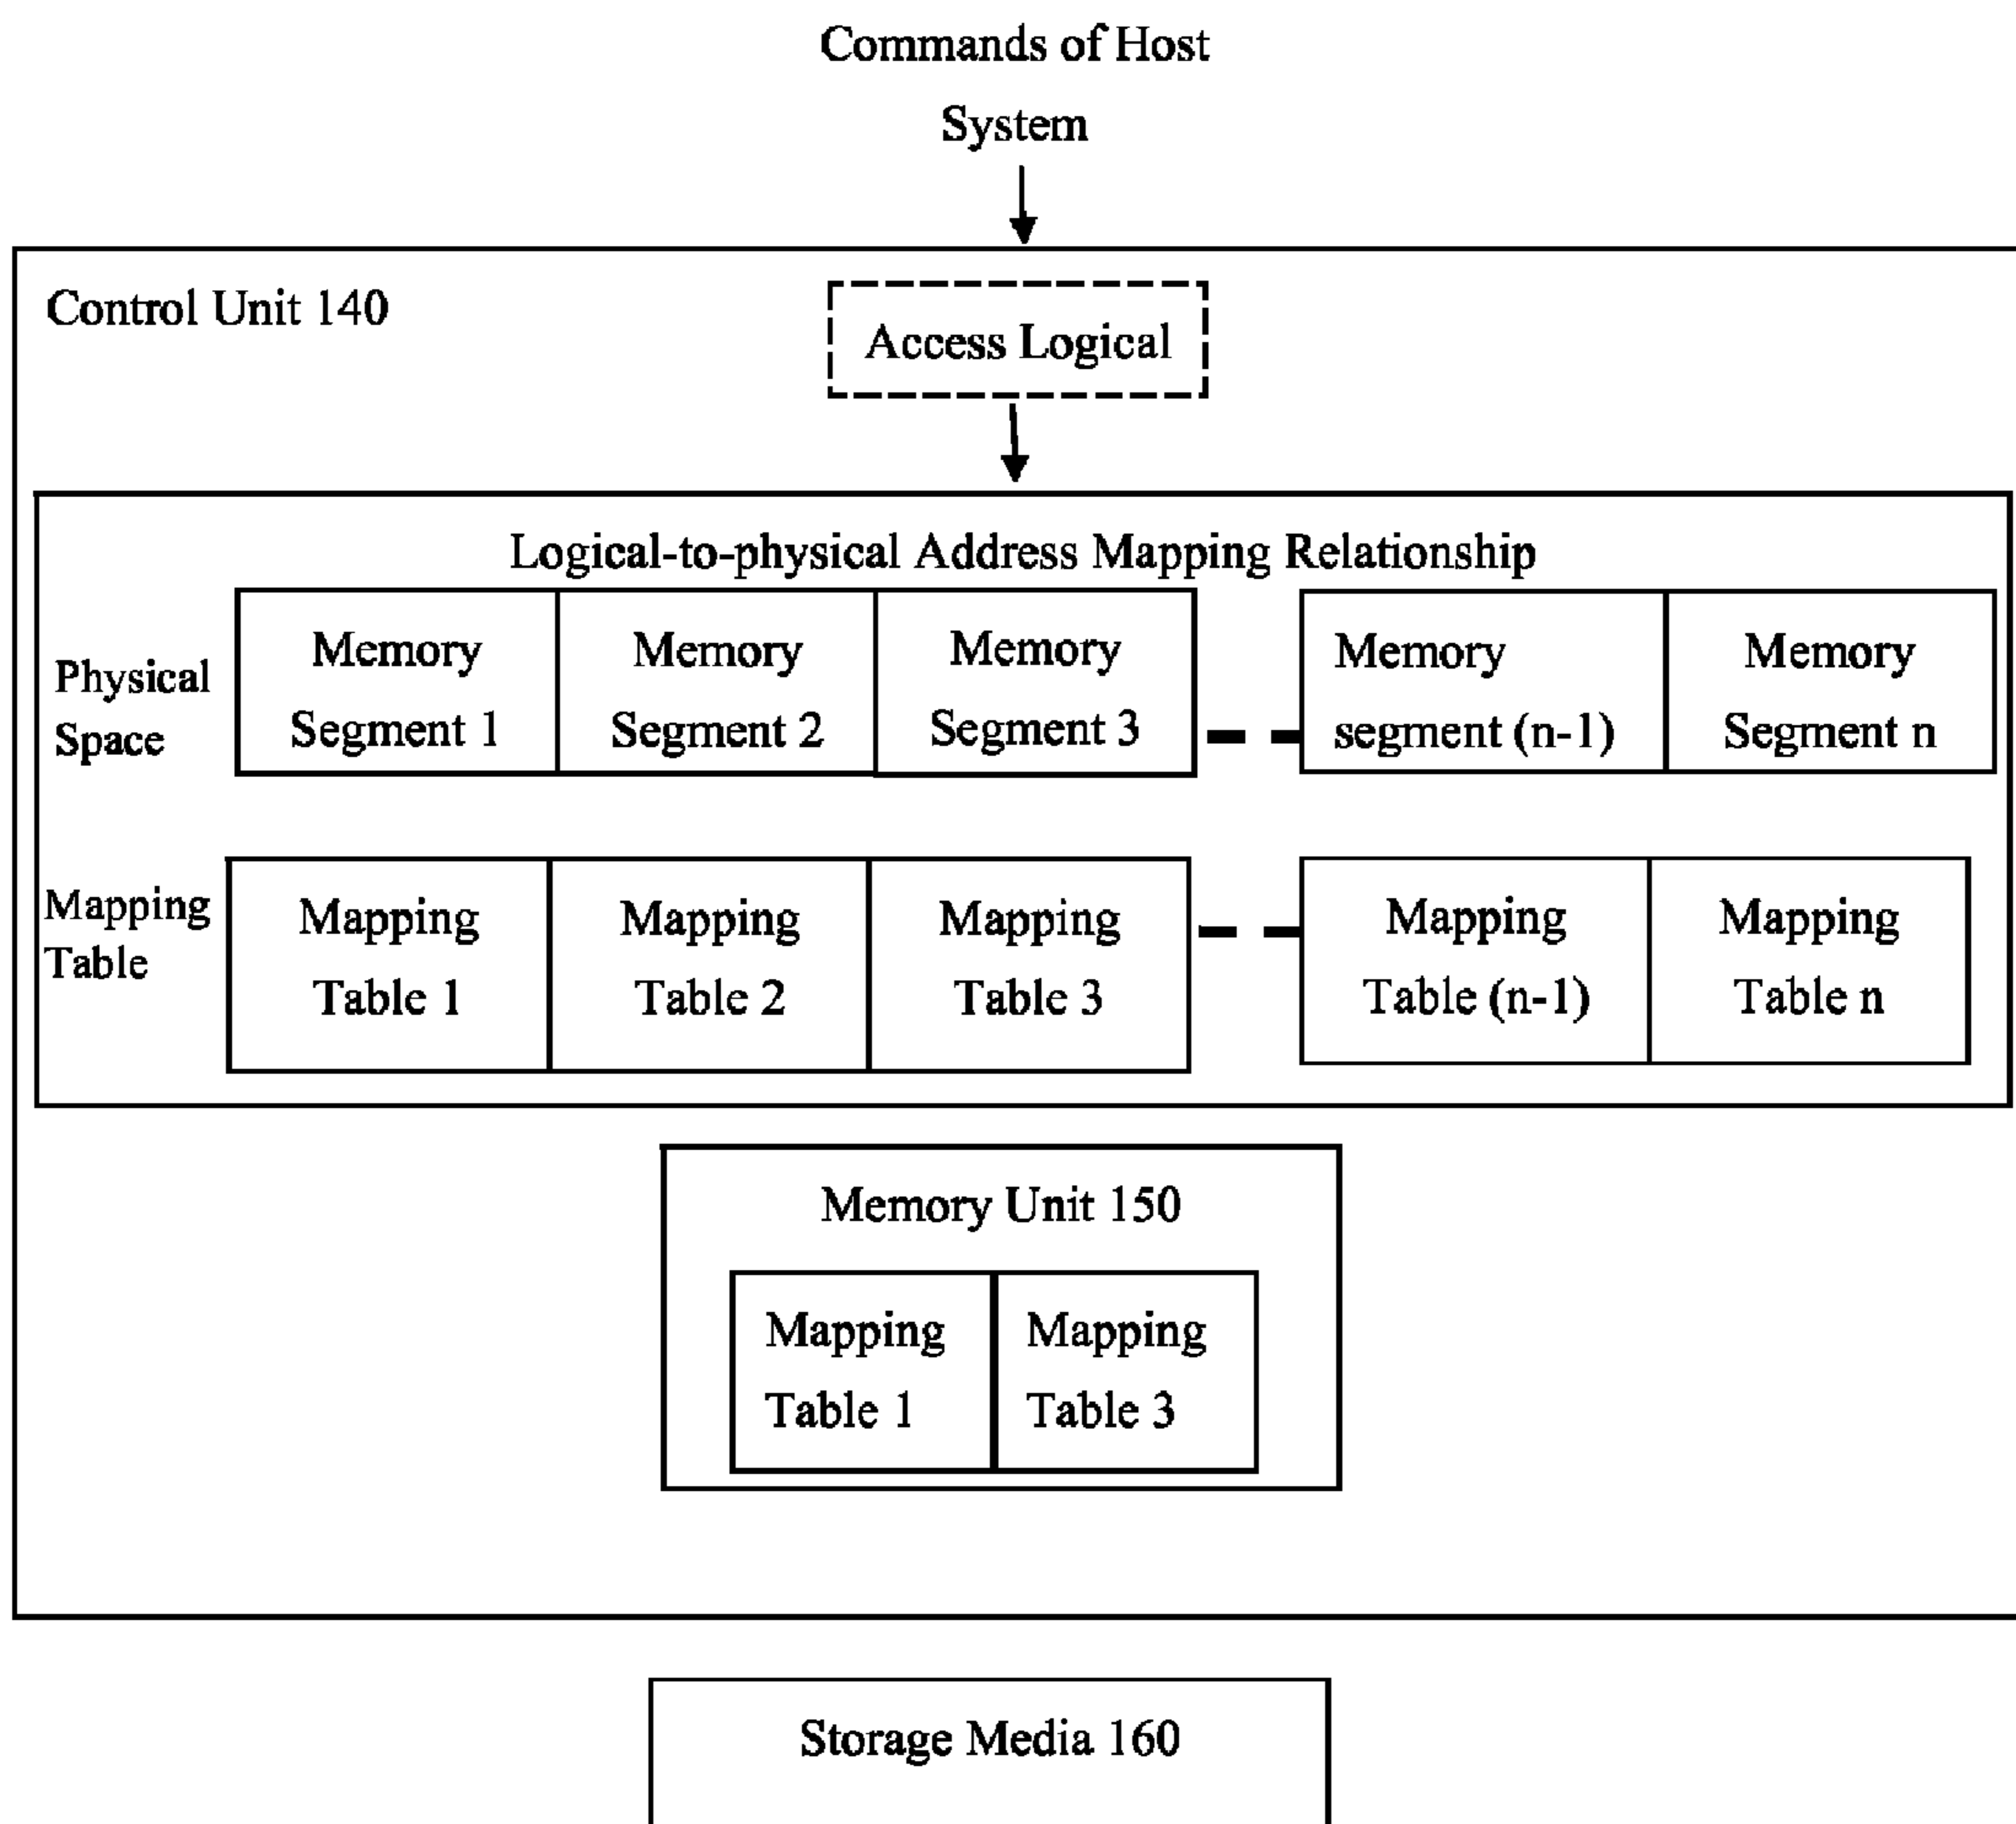 Commands of Host
System
Control Unit 140
Access Logical
Logical-to-physical Address Mapping Relationship
Physical
Space
Memory
Segment 1
Memory
Segment 2
Memory
Segment 3
Memory
segment (n-1)
Memory
Segment n
Mapping
Table
Mapping
Table 1
Mapping
Table 2
Mapping
Table 3
Mapping
Table (n-1)
Mapping
Table n
Memory Unit 150
Mapping
Table 1
Mapping
Table 3
Storage Media 160